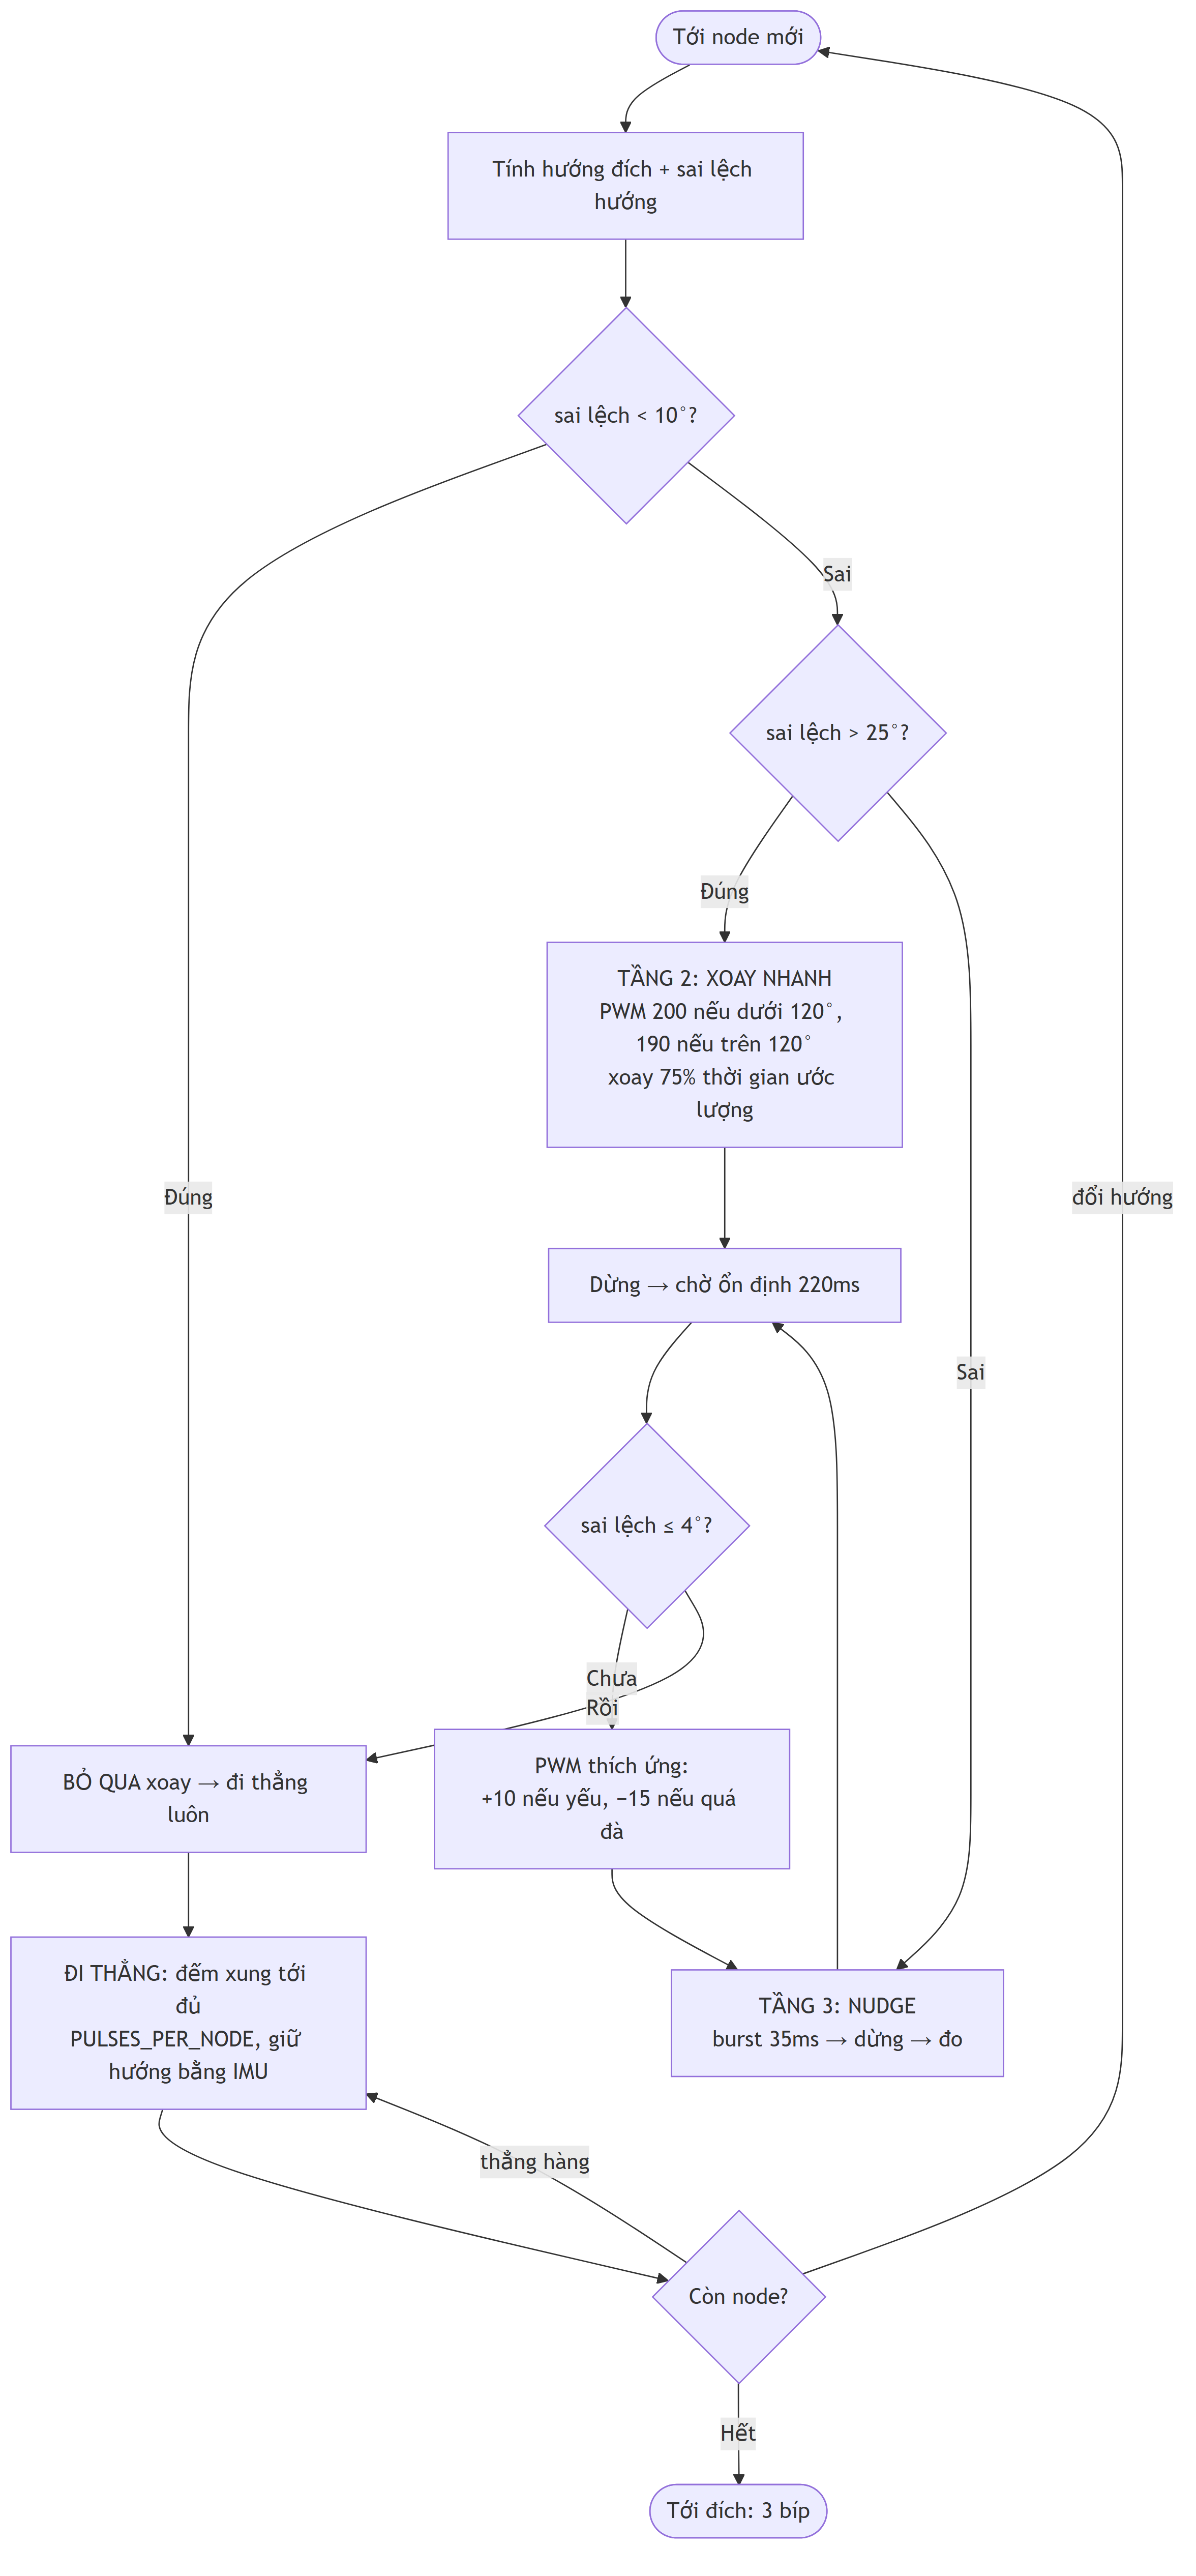 Tới node mới
Tính hướng đích + sai lệch
hướng
sai lệch < 10°?
Sai
sai lệch > 25°?
Đúng
TẦNG 2: XOAY NHANH
PWM 200 nếu dưới 120°,
190 nếu trên 120°
xoay 75% thời gian ước
lượng
Đúng
đổi hướng
Dừng → chờ ổn định 220ms
Sai
sai lệch ≤ 4°?
Chưa
Rồi
BỎ QUA xoay → đi thẳng
luôn
PWM thích ứng:
+10 nếu yếu, −15 nếu quá
đà
ĐI THẲNG: đếm xung tới
đủ
PULSES_PER_NODE, giữ
hướng bằng IMU
TẦNG 3: NUDGE
burst 35ms → dừng → đo
thẳng hàng
Còn node?
Hết
Tới đích: 3 bíp